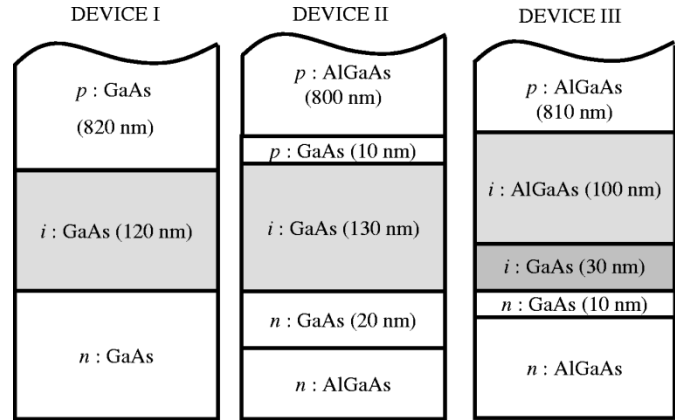 DEVICE I
p : GaAs
(820 nm)
i : GaAs (120 nm)
n : GaAs
DEVICE II
p : AlGaAs
(800 nm)
p : GaAs (10 nm)
i : GaAs (130 nm)
n : GaAs (20 nm)
n : AlGaAs
DEVICE III
p : AlGaAs
(810 nm)
i : AlGaAs (100 nm)
i : GaAs (30 nm)
n : GaAs (10 nm)
n : AlGaAs